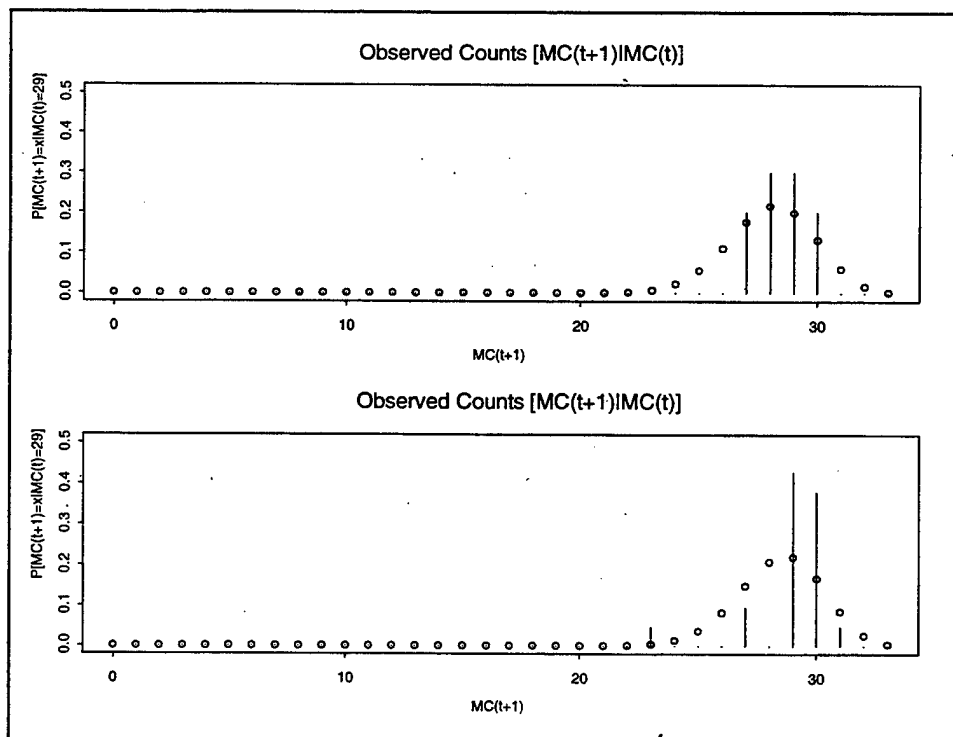 Observed Counts [MC(t+1)|MC(t)]
P[MC(t+1)=x|MC(t)=29]
0.5
0.4
0.3
0.2
0.1
0.0
0 10 20 30
MC(t+1)
Observed Counts [MC(t+1)|MC(t)]
P[MC(t+1)=x|MC(t)=29]
0.5
0.4
0.3
0.2
0.1
0.0
0 10 20 30
MC(t+1)